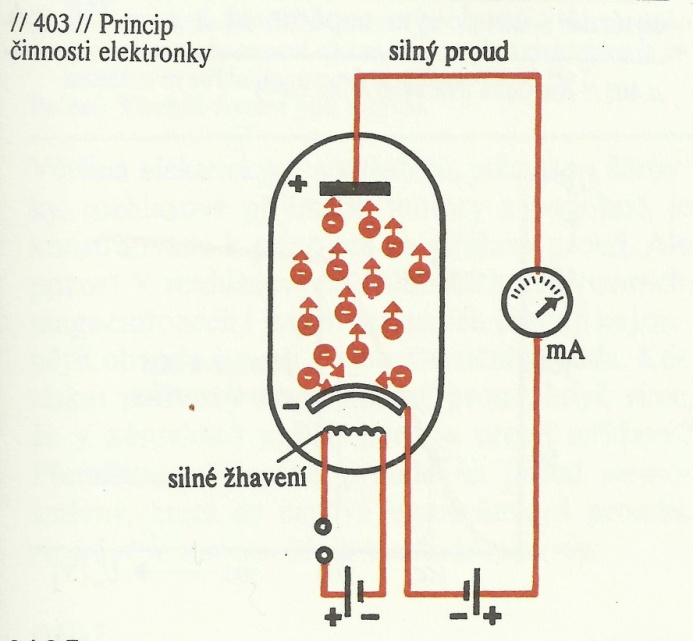 // 403 // Princip
činnosti elektronky
silný proud
+
−
mA
silné žhavení
+ −
− +